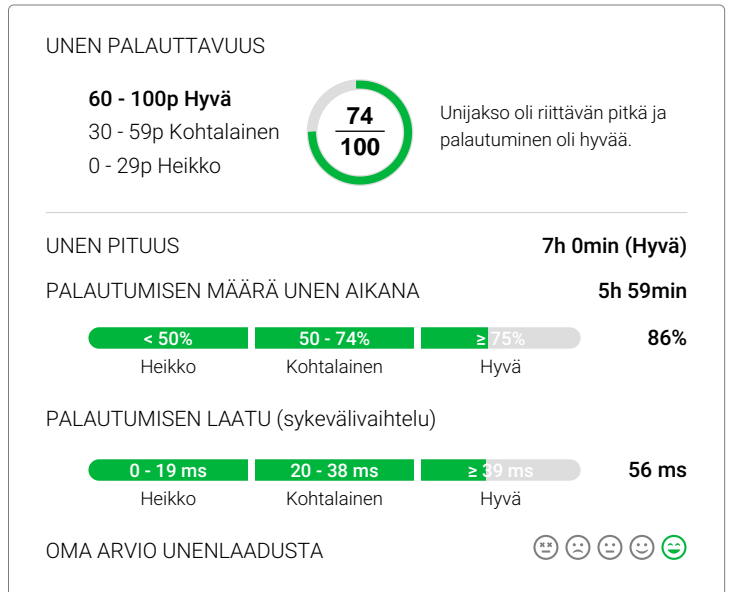 UNEN PALAUTTAVUUS
60 - 100p Hyvä
30 - 59p Kohtalainen
0 - 29p Heikko
74
100
Unijakso oli riittävän pitkä ja
palautuminen oli hyvää.
UNEN PITUUS 7h 0min (Hyvä)
PALAUTUMISEN MÄÄRÄ UNEN AIKANA 5h 59min
< 50% 50 - 74% ≥ 75% 86%
Heikko Kohtalainen Hyvä
PALAUTUMISEN LAATU (sykevälivaihtelu)
0 - 19 ms 20 - 38 ms ≥ 39 ms 56 ms
Heikko Kohtalainen Hyvä
OMA ARVIO UNENLAADUSTA